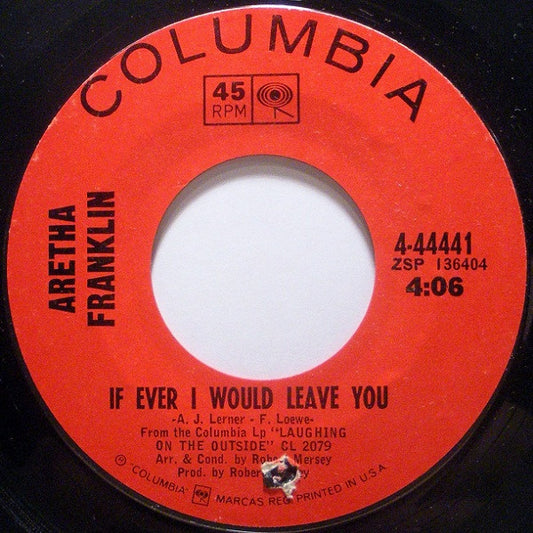 COLUMBIA
45
RPM
ARETHA
FRANKLIN
4-44441
ZSP 136404
4:06
IF EVER I WOULD LEAVE YOU
-A. J. Lerner - F. Loewe-
From the Columbia Lp "LAUGHING
ON THE OUTSIDE" CL 2079
Arr. & Cond. by Mersey
Prod. by
℗ "COLUMBIA" MARCAS REG. PRINTED IN U.S.A.